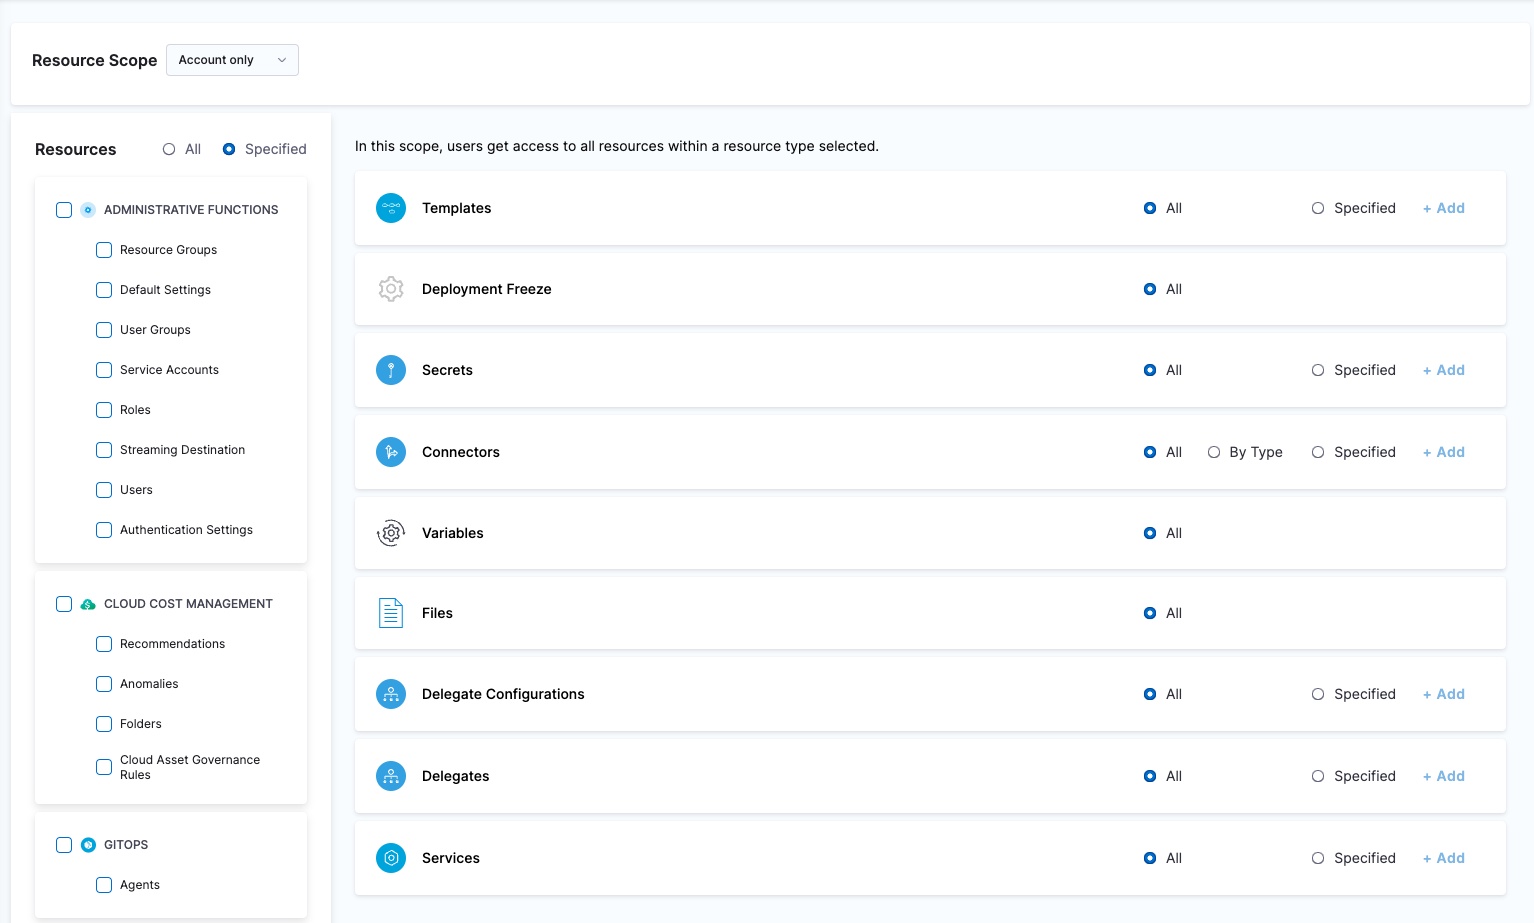 Resource Scope
Account only
Resources
All
Specified
ADMINISTRATIVE FUNCTIONS
Resource Groups
Default Settings
User Groups
Service Accounts
Roles
Streaming Destination
Users
Authentication Settings
CLOUD COST MANAGEMENT
Recommendations
Anomalies
Folders
Cloud Asset Governance
Rules
GITOPS
Agents
In this scope, users get access to all resources within a resource type selected.
Templates All Specified + Add
Deployment Freeze All
Secrets All Specified + Add
Connectors All By Type Specified + Add
Variables All
Files All
Delegate Configurations All Specified + Add
Delegates All Specified + Add
Services All Specified + Add